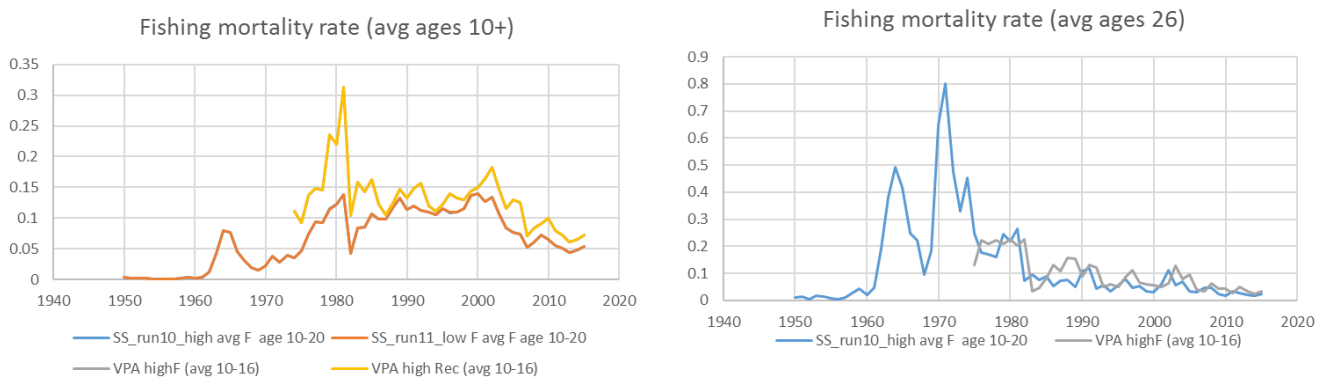 Fishing mortality rate (avg ages 10+)
0.35
0.3
0.25
0.2
0.15
0.1
0.05
0
1940 1950 1960 1970 1980 1990 2000 2010 2020
SS_run10_high avg F age 10-20 SS_run11_low F avg F age 10-20
VPA highF (avg 10-16) VPA high Rec (avg 10-16)
Fishing mortality rate (avg ages 26)
0.9
0.8
0.7
0.6
0.5
0.4
0.3
0.2
0.1
0
1940 1950 1960 1970 1980 1990 2000 2010 2020
SS_run10_high avg F age 10-20 VPA highF (avg 10-16)